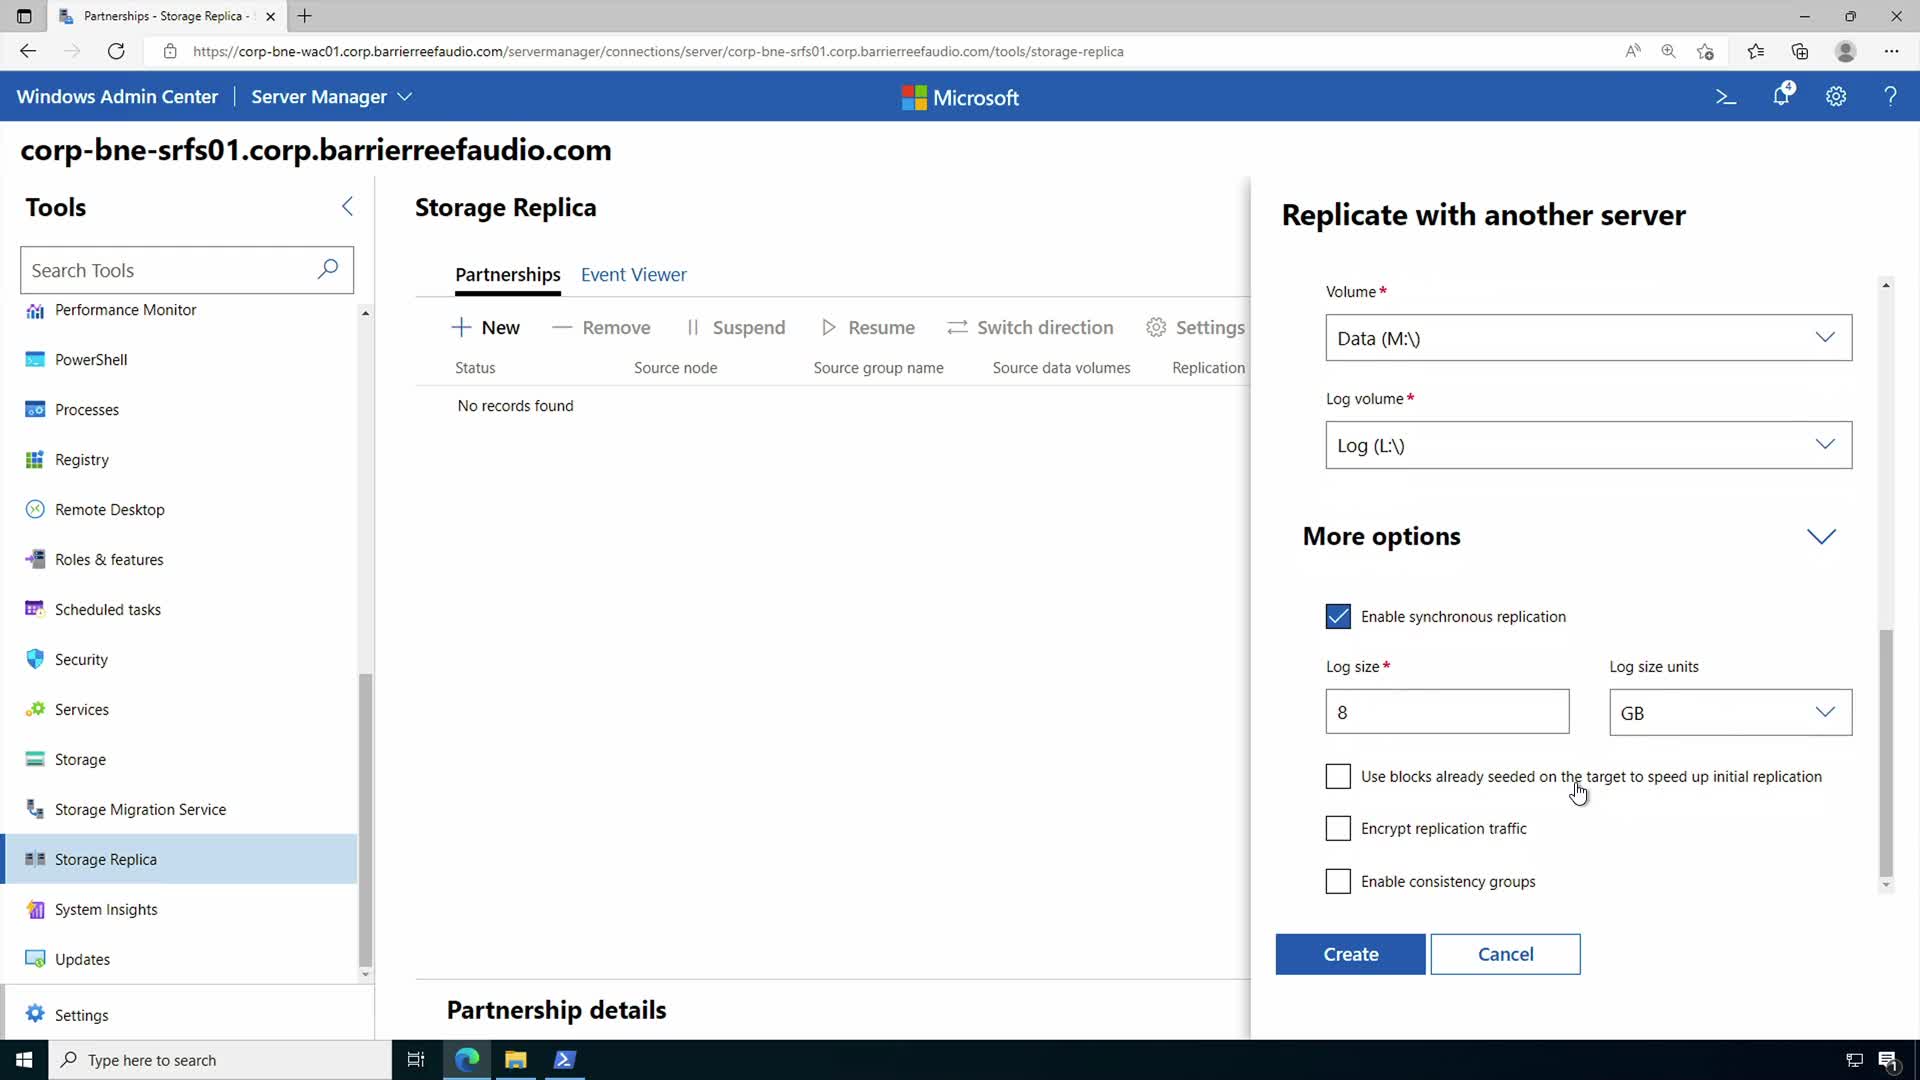 Partnerships - Storage Replica -
https://corp-bne-wac01.corp.barrierreefaudio.com/servermanager/connections/server/corp-bne-srfs01.corp.barrierreefaudio.com/tools/storage-replica
Windows Admin Center | Server Manager
Microsoft
4
corp-bne-srfs01.corp.barrierreefaudio.com
Tools
Search Tools
Performance Monitor
PowerShell
Processes
Registry
Remote Desktop
Roles & features
Scheduled tasks
Security
Services
Storage
Storage Migration Service
Storage Replica
System Insights
Updates
Settings
Storage Replica
Partnerships Event Viewer
New Remove Suspend Resume Switch direction Settings
Status Source node Source group name Source data volumes Replication
No records found
Partnership details
Replicate with another server
Volume*
Data (M:\)
Log volume*
Log (L:\)
More options
Enable synchronous replication
Log size* Log size units
8 GB
Use blocks already seeded on the target to speed up initial replication
Encrypt replication traffic
Enable consistency groups
Create Cancel
Type here to search
1